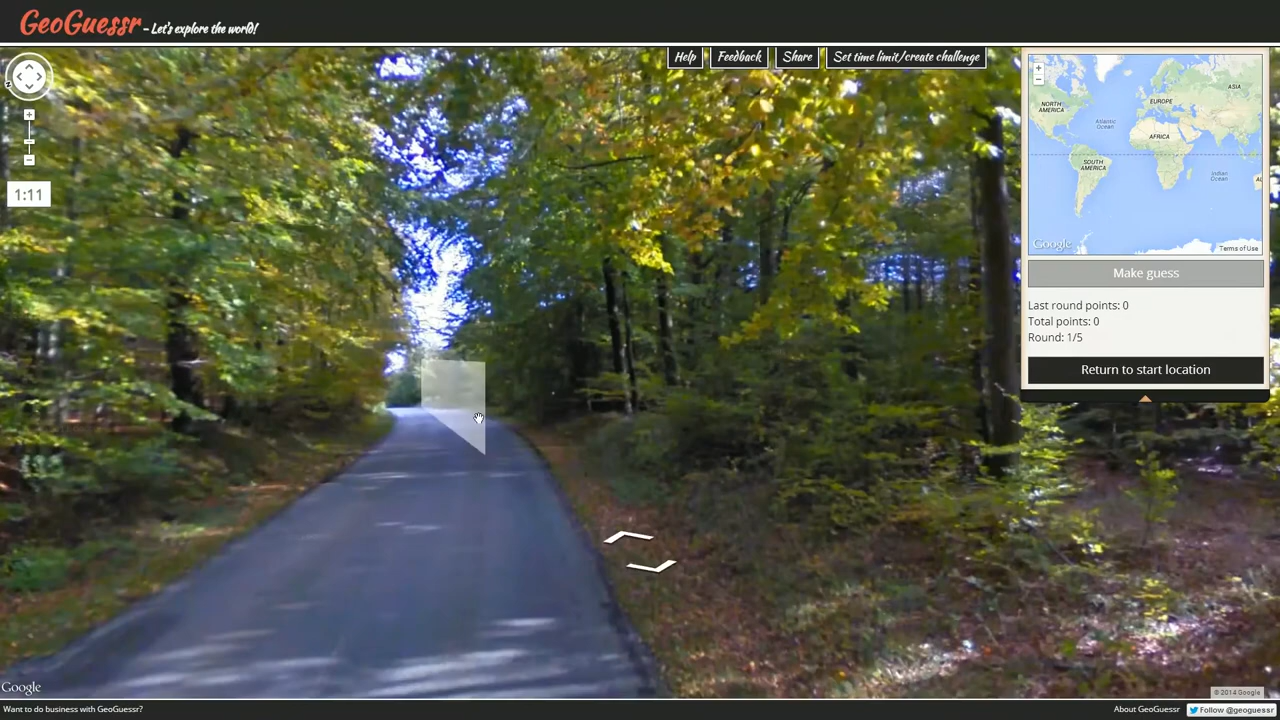 GeoGuessr - Let's explore the world!
Help
Feedback
Share
Set time limit/create challenge
1:11
+
−
NORTH
AMERICA
EUROPE
ASIA
Atlantic
Ocean
AFRICA
SOUTH
AMERICA
Indian
Ocean
Google
Terms of Use
Make guess
Last round points: 0
Total points: 0
Round: 1/5
Return to start location
Google
© 2014 Google
Want to do business with GeoGuessr?
About GeoGuessr
Follow @geoguessr